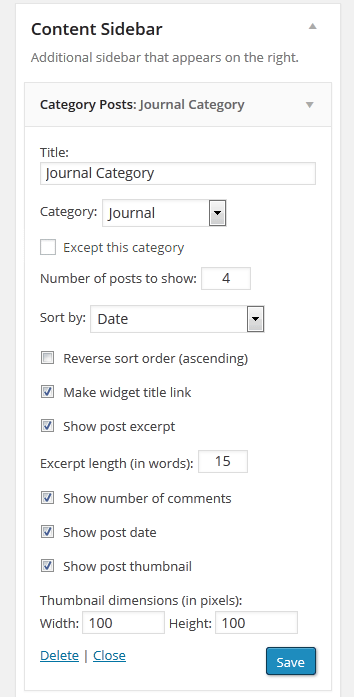 Content Sidebar
Additional sidebar that appears on the right.
Category Posts: Journal Category
Title:
Journal Category
Category: Journal
Except this category
Number of posts to show: 4
Sort by: Date
Reverse sort order (ascending)
Make widget title link
Show post excerpt
Excerpt length (in words): 15
Show number of comments
Show post date
Show post thumbnail
Thumbnail dimensions (in pixels):
Width: 100 Height: 100
Delete | Close Save